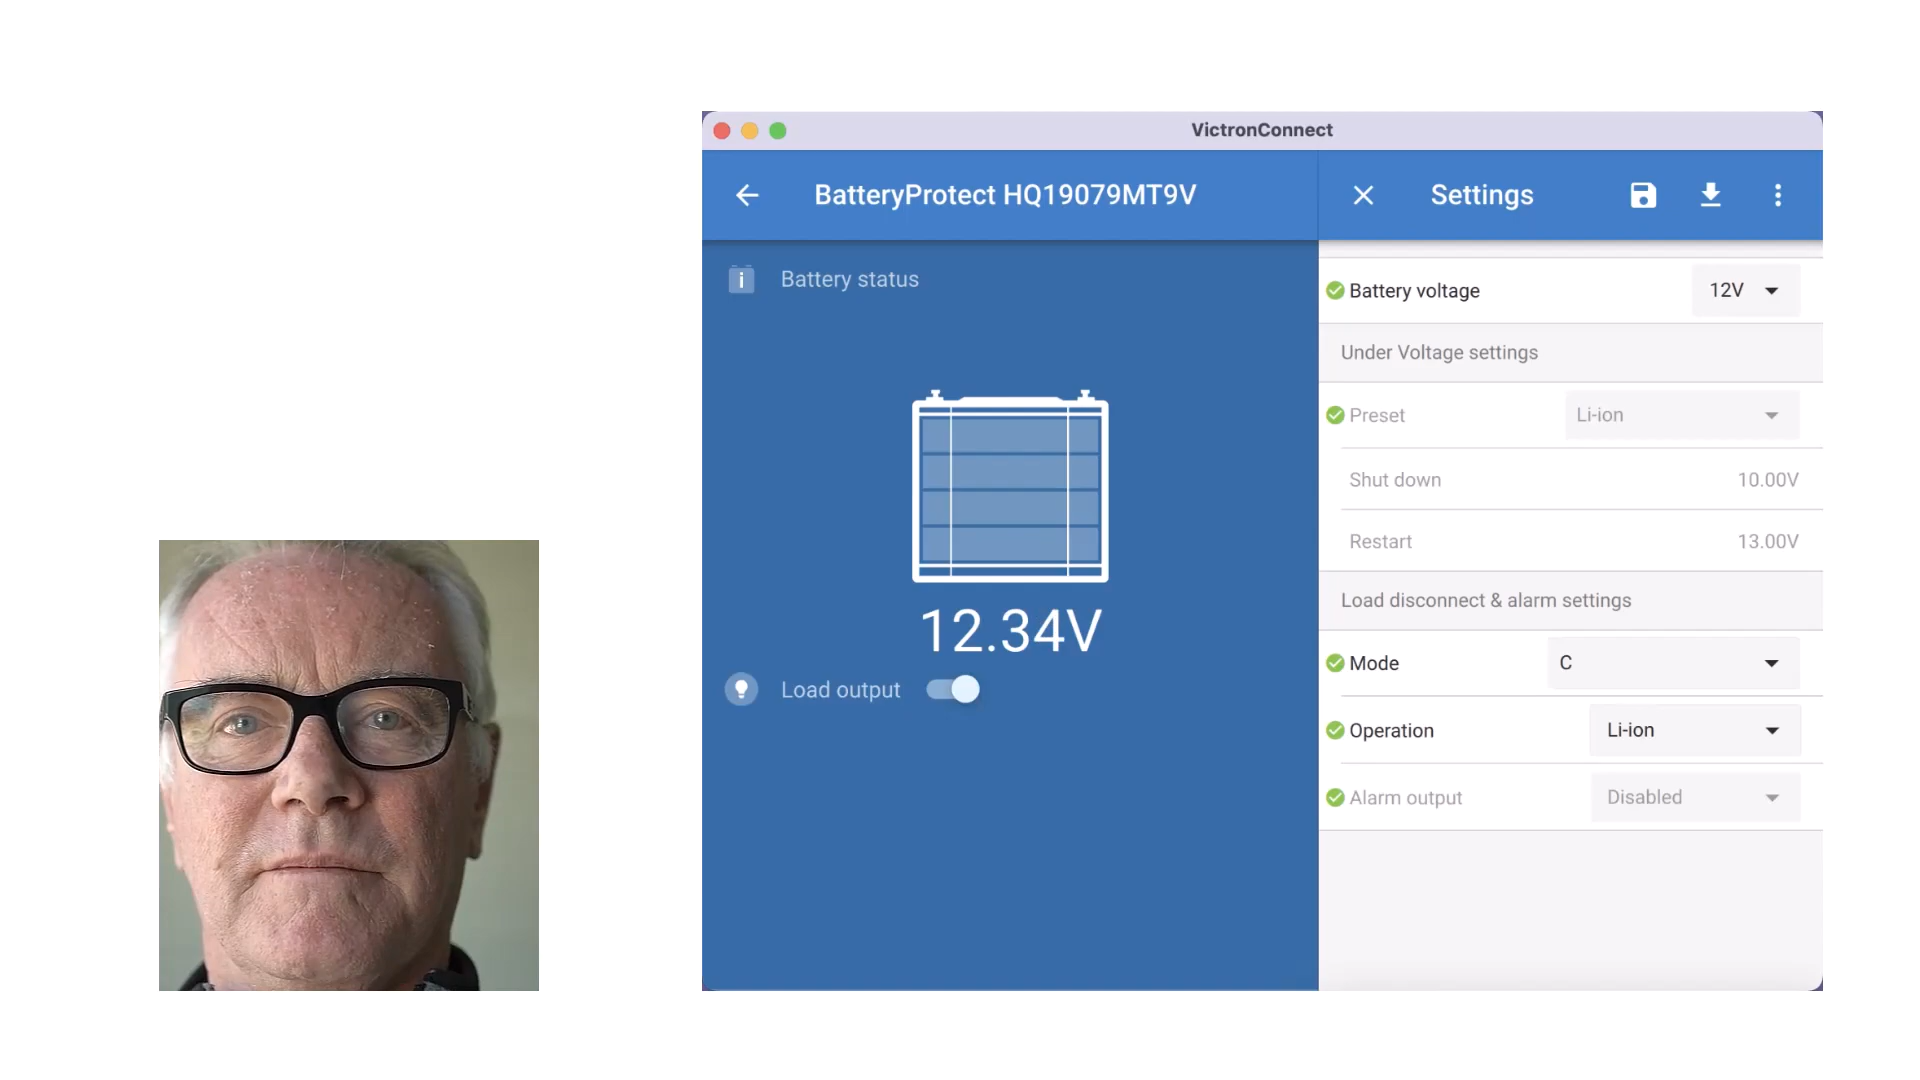 VictronConnect
BatteryProtect HQ19079MT9V
Settings
Battery status
12.34V
Load output
Battery voltage 12V
Under Voltage settings
Preset Li-ion
Shut down 10.00V
Restart 13.00V
Load disconnect & alarm settings
Mode C
Operation Li-ion
Alarm output Disabled